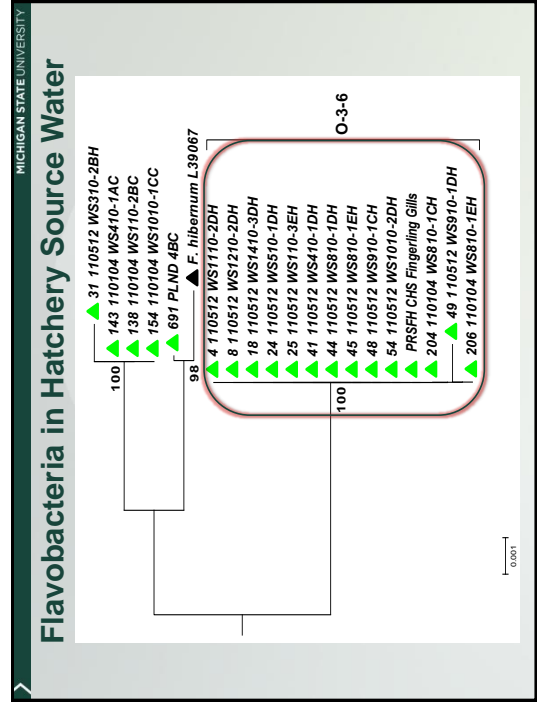 MICHIGAN STATE UNIVERSITY
Flavobacteria in Hatchery Source Water
31 110512 WS310-2BH
143 110104 WS410-1AC
138 110104 WS110-2BC
154 110104 WS1010-1CC
100
691 PLND 4BC
F. hibernum L39067
98
4 110512 WS1110-2DH
8 110512 WS1210-2DH
18 110512 WS1410-3DH
24 110512 WS510-1DH
25 110512 WS110-3EH
41 110512 WS410-1DH
44 110512 WS810-1DH
45 110512 WS810-1EH
48 110512 WS910-1CH
54 110512 WS1010-2DH
PRSFH CHS Fingerling Gills
204 110104 WS810-1CH
49 110512 WS910-1DH
206 110104 WS810-1EH
100
O-3-6
0.001